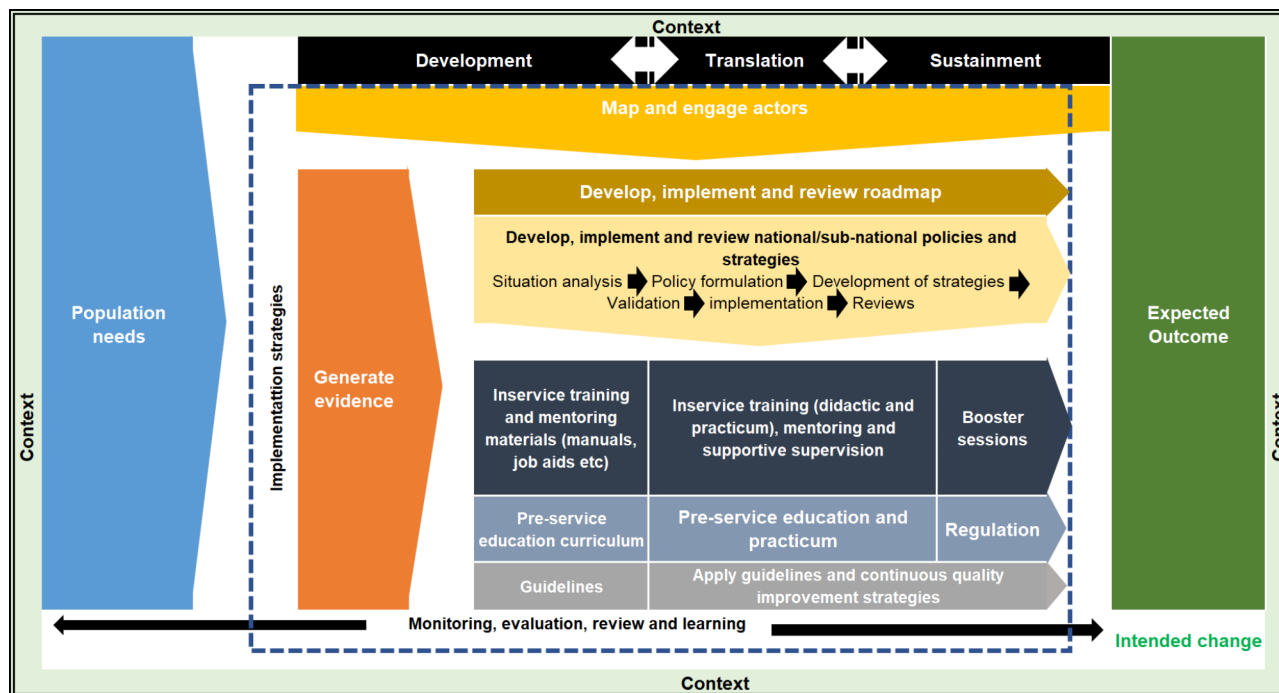 Context
Development
Translation
Sustainment
Map and engage actors
Develop, implement and review roadmap
Develop, implement and review national/sub-national policies and
strategies
Situation analysis Policy formulation Development of strategies
Validation implementation Reviews
Population
needs
Implementattion strategies
Generate
evidence
Inservice training
and mentoring
materials (manuals,
job aids etc)
Inservice training (didactic and
practicum), mentoring and
supportive supervision
Booster
sessions
Pre-service
education curriculum
Pre-service education and
practicum
Regulation
Guidelines
Apply guidelines and continuous quality
improvement strategies
Expected
Outcome
Context
Context
Monitoring, evaluation, review and learning
Intended change
Context